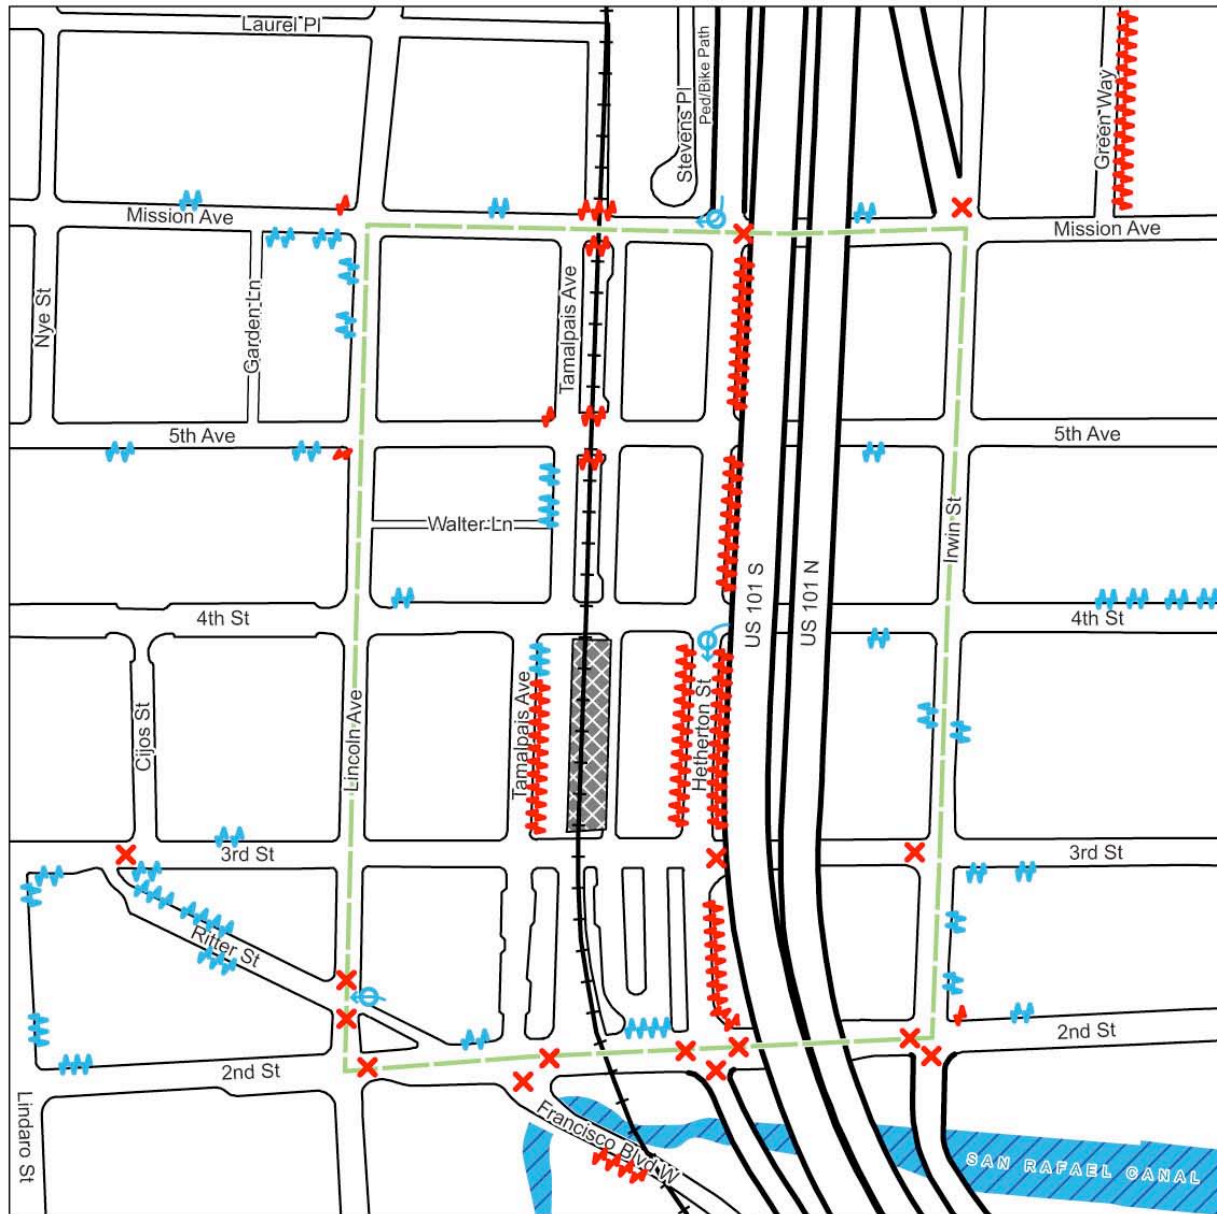 Laurel Pl
Stevens Pl
Ped/Bike Path
Green Way
Mission Ave
Mission Ave
Nye St
Garden Ln
Tamalpais Ave
5th Ave
5th Ave
Walter Ln
Irwin St
US 101 S
US 101 N
4th St
4th St
Cijos St
Lincoln Ave
Tamalpais Ave
Hetherton St
3rd St
3rd St
Ritter St
2nd St
2nd St
Lindaro St
Francisco Blvd W
SAN RAFAEL CANAL